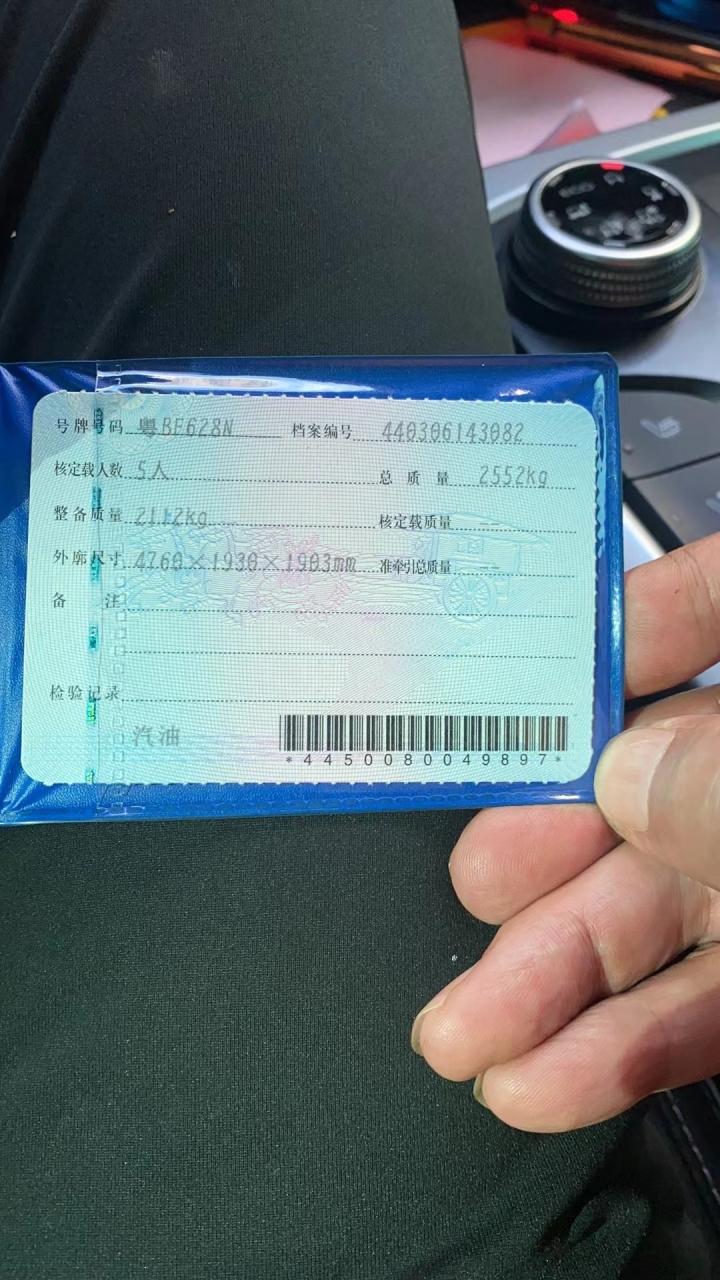 号牌号码 粤BF628N 档案编号 440306143082
核定载人数 5人 总质量 2552kg
整备质量 2112kg 核定载质量 --
外廓尺寸 4760×1930×1903mm 准牵引总质量 --
备注
检验记录
汽油
*4450080049897*
ECO